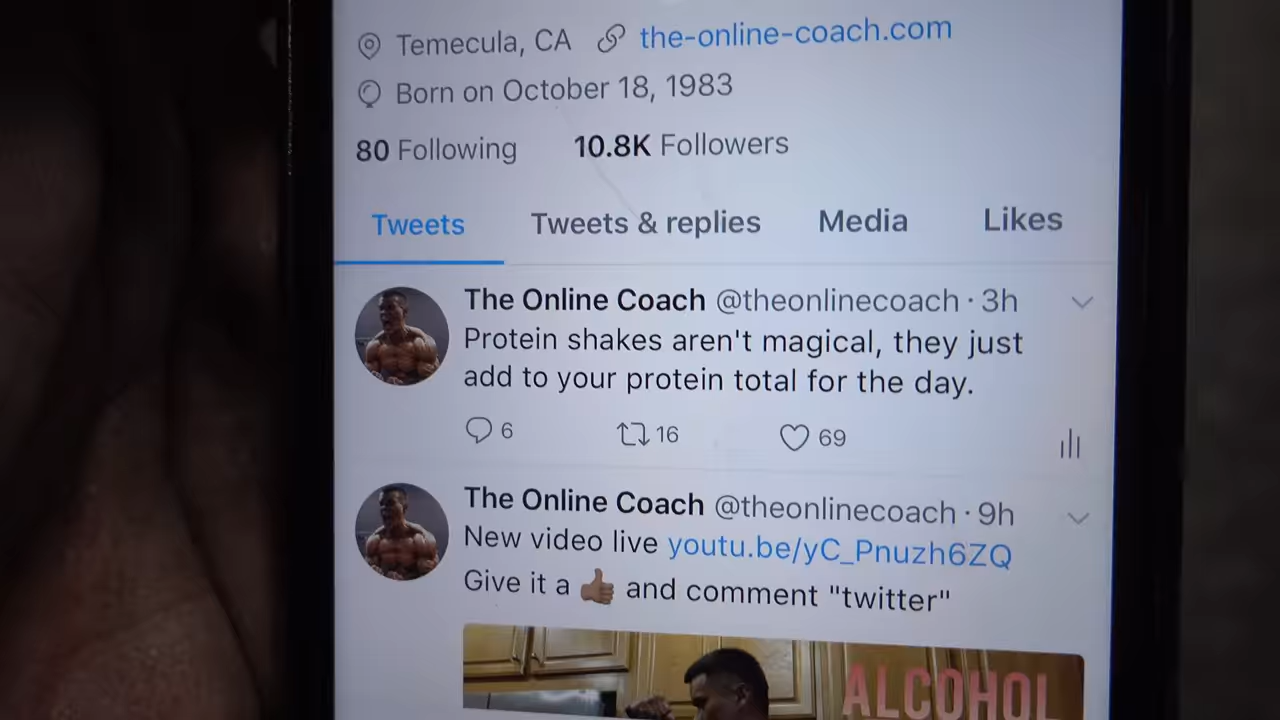 Temecula, CA the-online-coach.com
Born on October 18, 1983
80 Following 10.8K Followers
Tweets Tweets & replies Media Likes
The Online Coach @theonlinecoach · 3h
Protein shakes aren't magical, they just
add to your protein total for the day.
6 16 69
The Online Coach @theonlinecoach · 9h
New video live youtu.be/yC_Pnuzh6ZQ
Give it a 👍🏽 and comment "twitter"
ALCOHOL